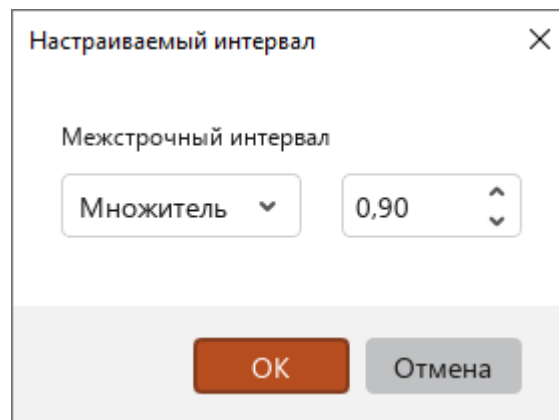 Настраиваемый интервал
Межстрочный интервал
Множитель 0,90
ОК Отмена